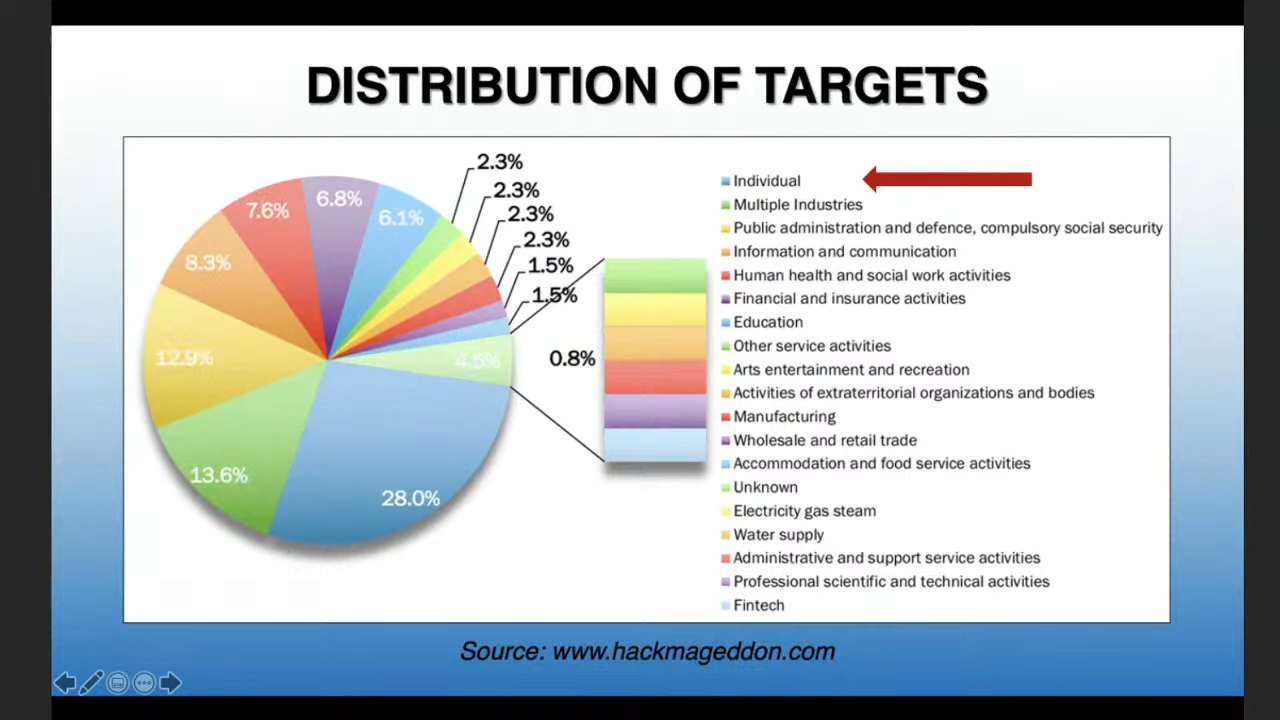 DISTRIBUTION OF TARGETS
2.3%
2.3%
2.3%
2.3%
1.5%
1.5%
6.8%
7.6%
6.1%
8.3%
12.9%
4.5%
13.6%
28.0%
0.8%
Individual
Multiple Industries
Public administration and defence, compulsory social security
Information and communication
Human health and social work activities
Financial and insurance activities
Education
Other service activities
Arts entertainment and recreation
Activities of extraterritorial organizations and bodies
Manufacturing
Wholesale and retail trade
Accommodation and food service activities
Unknown
Electricity gas steam
Water supply
Administrative and support service activities
Professional scientific and technical activities
Fintech
Source: www.hackmageddon.com